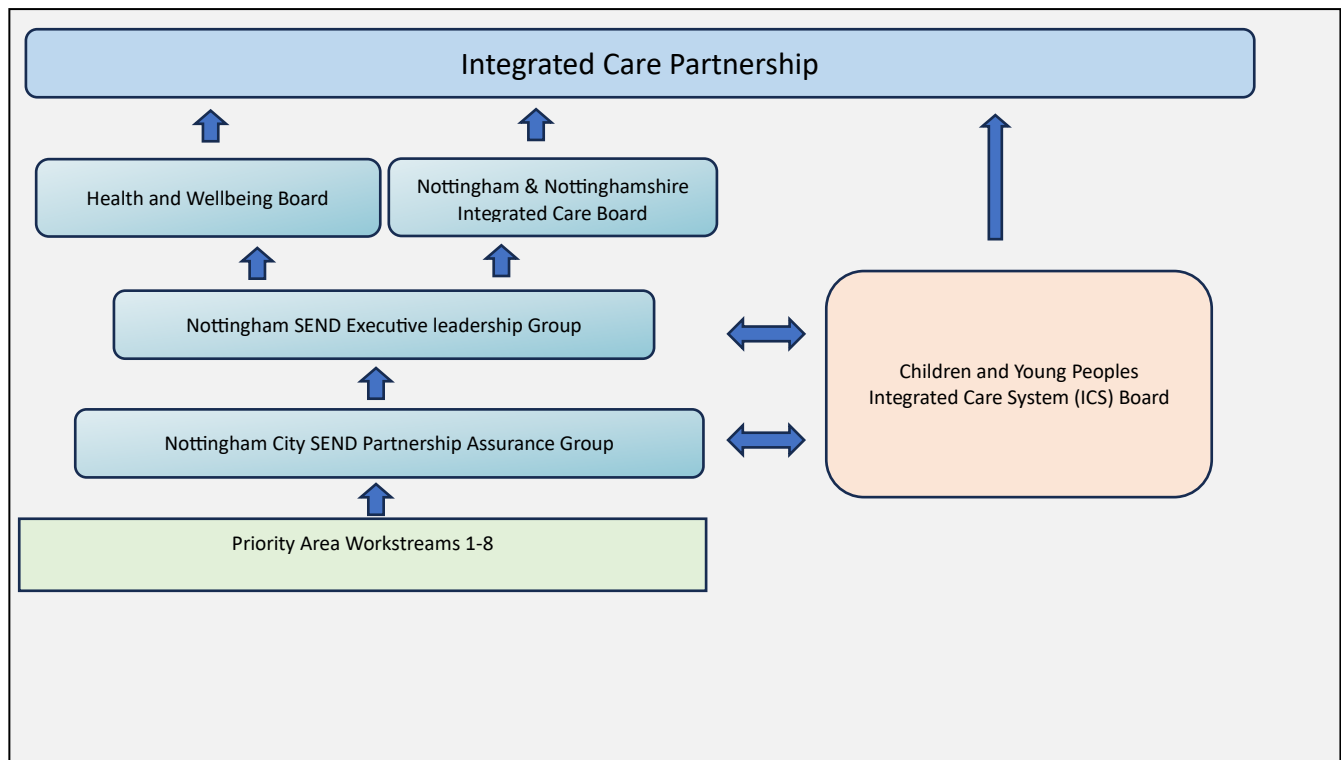 Integrated Care Partnership
Health and Wellbeing Board
Nottingham & Nottinghamshire
Integrated Care Board
Nottingham SEND Executive leadership Group
Children and Young Peoples
Integrated Care System (ICS) Board
Nottingham City SEND Partnership Assurance Group
Priority Area Workstreams 1-8